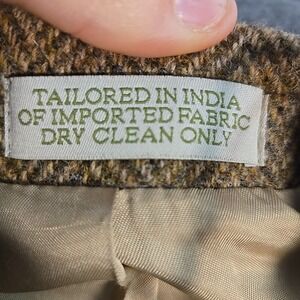 TAILORED IN INDIA
OF IMPORTED FABRIC
DRY CLEAN ONLY